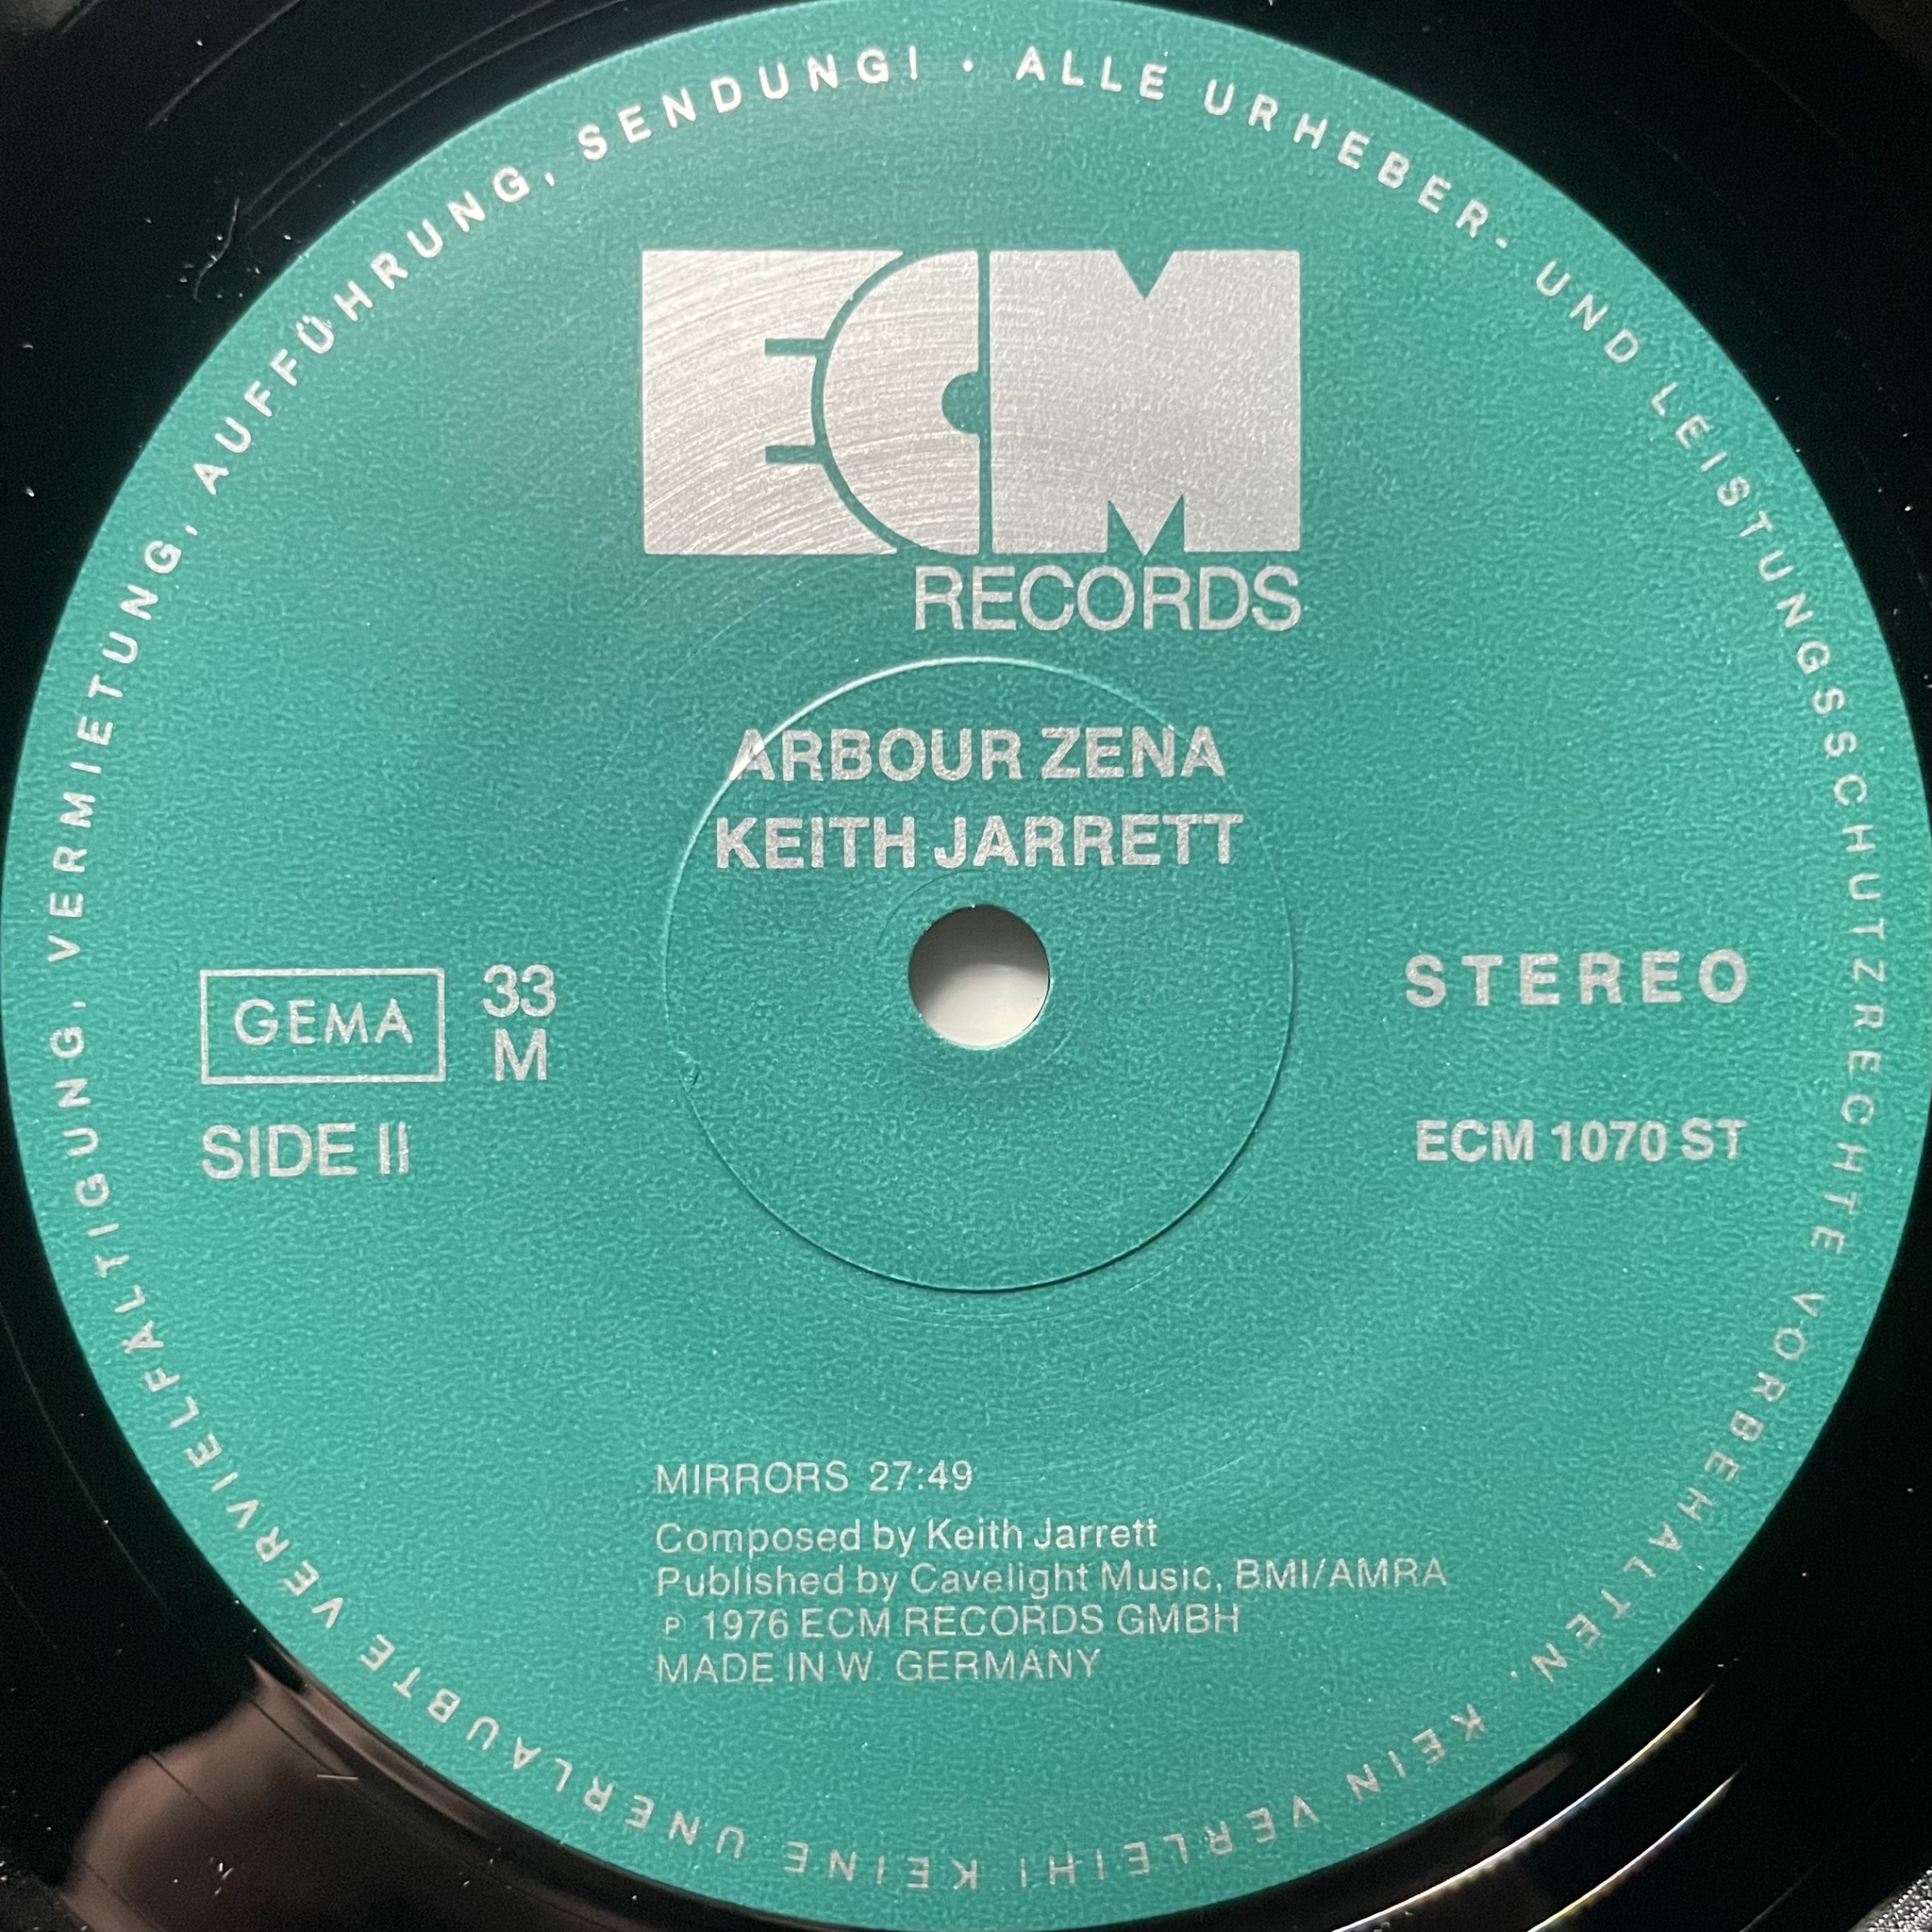 ALLE URHEBER- UND LEISTUNGSSCHUTZRECHTE VORBEHALTEN. KEIN VERLEIH! KEINE UNERLAUBTE VERVIELFÄLTIGUNG, VERMIETUNG, AUFFÜHRUNG, SENDUNG! ·
ECM
RECORDS
ARBOUR ZENA
KEITH JARRETT
GEMA
33
M
SIDE II
STEREO
ECM 1070 ST
MIRRORS 27:49
Composed by Keith Jarrett
Published by Cavelight Music, BMI/AMRA
℗ 1976 ECM RECORDS GMBH
MADE IN W. GERMANY